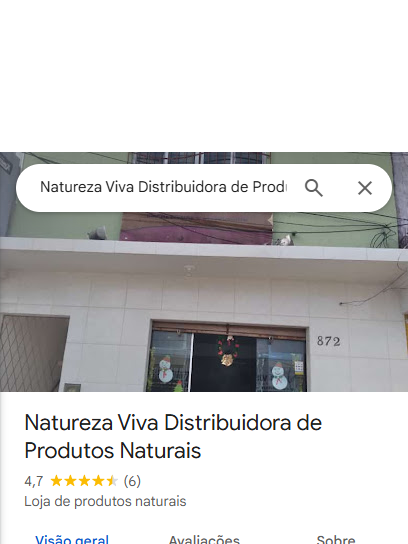 Natureza Viva Distribuidora de Produ
872
Natureza Viva Distribuidora de
Produtos Naturais
4,7 (6)
Loja de produtos naturais
Visão geral Avaliações Sobre